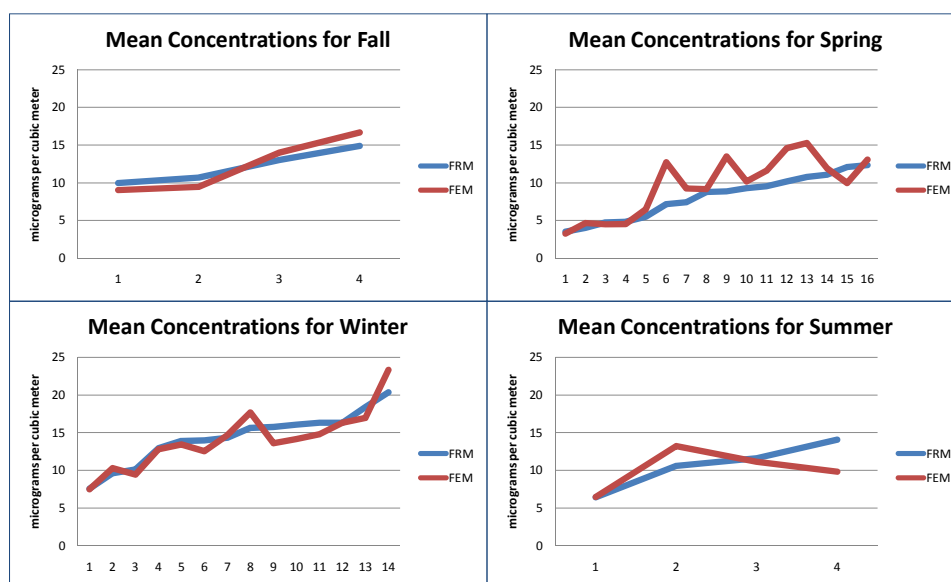 Mean Concentrations for Fall
micrograms per cubic meter
25
20
15
10
5
0
1 2 3 4
FRM
FEM
Mean Concentrations for Spring
micrograms per cubic meter
25
20
15
10
5
0
1 2 3 4 5 6 7 8 9 10 11 12 13 14 15 16
FRM
FEM
Mean Concentrations for Winter
micrograms per cubic meter
25
20
15
10
5
0
1 2 3 4 5 6 7 8 9 10 11 12 13 14
FRM
FEM
Mean Concentrations for Summer
micrograms per cubic meter
25
20
15
10
5
0
1 2 3 4
FRM
FEM